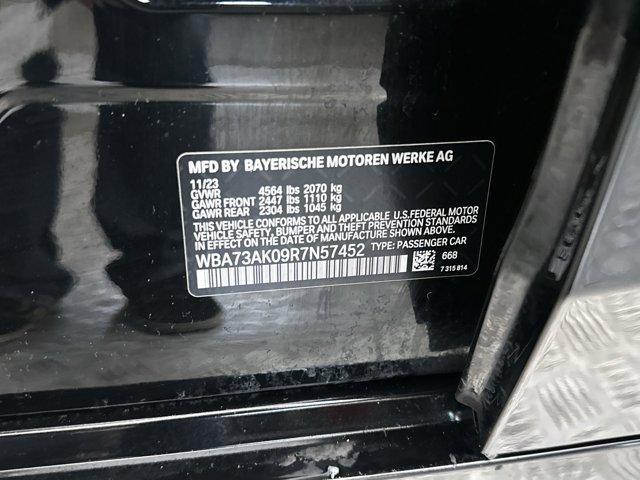 MFD BY BAYERISCHE MOTOREN WERKE AG
11/23
GVWR 4564 lbs 2070 kg
GAWR FRONT 2447 lbs 1110 kg
GAWR REAR 2304 lbs 1045 kg
THIS VEHICLE CONFORMS TO ALL APPLICABLE U.S. FEDERAL MOTOR
VEHICLE SAFETY, BUMPER, AND THEFT PREVENTION STANDARDS
IN EFFECT ON THE DATE OF MANUFACTURE SHOWN ABOVE.
WBA73AK09R7N57452 TYPE: PASSENGER CAR
668
7 315 814